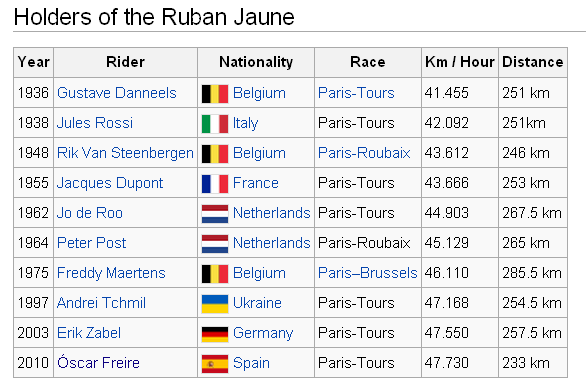 Holders of the Ruban Jaune
Year Rider Nationality Race Km / Hour Distance
1936 Gustave Danneels Belgium Paris-Tours 41.455 251 km
1938 Jules Rossi Italy Paris-Tours 42.092 251km
1948 Rik Van Steenbergen Belgium Paris-Roubaix 43.612 246 km
1955 Jacques Dupont France Paris-Tours 43.666 253 km
1962 Jo de Roo Netherlands Paris-Tours 44.903 267.5 km
1964 Peter Post Netherlands Paris-Roubaix 45.129 265 km
1975 Freddy Maertens Belgium Paris–Brussels 46.110 285.5 km
1997 Andrei Tchmil Ukraine Paris-Tours 47.168 254.5 km
2003 Erik Zabel Germany Paris-Tours 47.550 257.5 km
2010 Óscar Freire Spain Paris-Tours 47.730 233 km